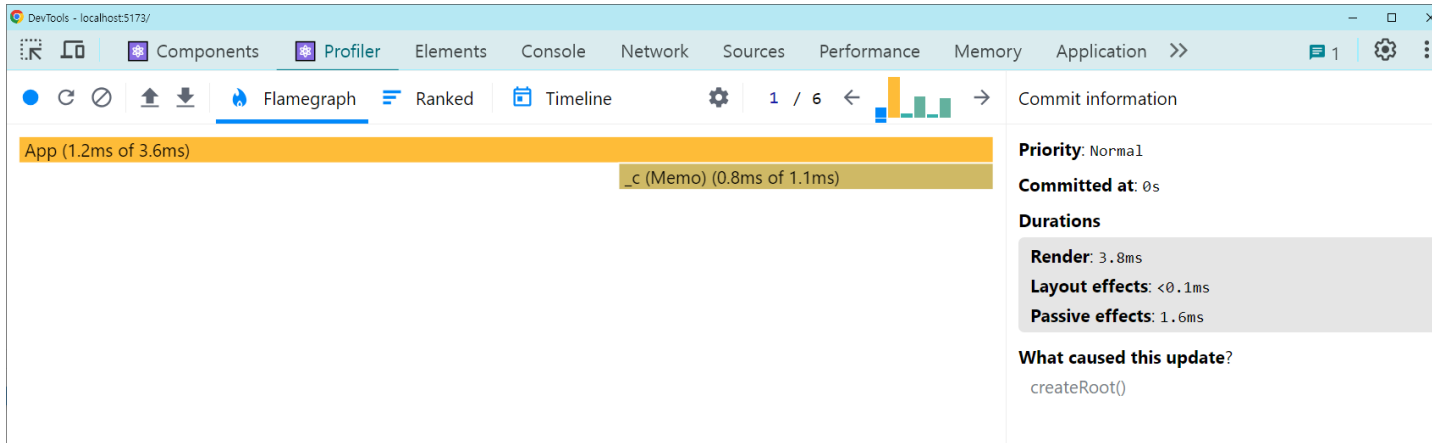 DevTools - localhost:5173/
Components Profiler Elements Console Network Sources Performance Memory Application 1
Flamegraph Ranked Timeline 1 / 6 Commit information
App (1.2ms of 3.6ms)
_c (Memo) (0.8ms of 1.1ms)
Priority: Normal
Committed at: 0s
Durations
Render: 3.8ms
Layout effects: <0.1ms
Passive effects: 1.6ms
What caused this update?
createRoot()